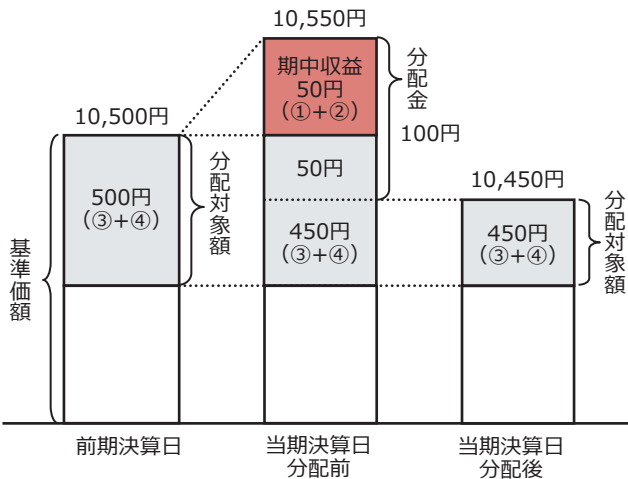 10,550円
期中収益
50円
（①＋②）
分配金
100円
10,500円
500円
（③＋④）
分配対象額
50円
450円
（③＋④）
10,450円
450円
（③＋④）
分配対象額
基準価額
前期決算日
当期決算日
分配前
当期決算日
分配後